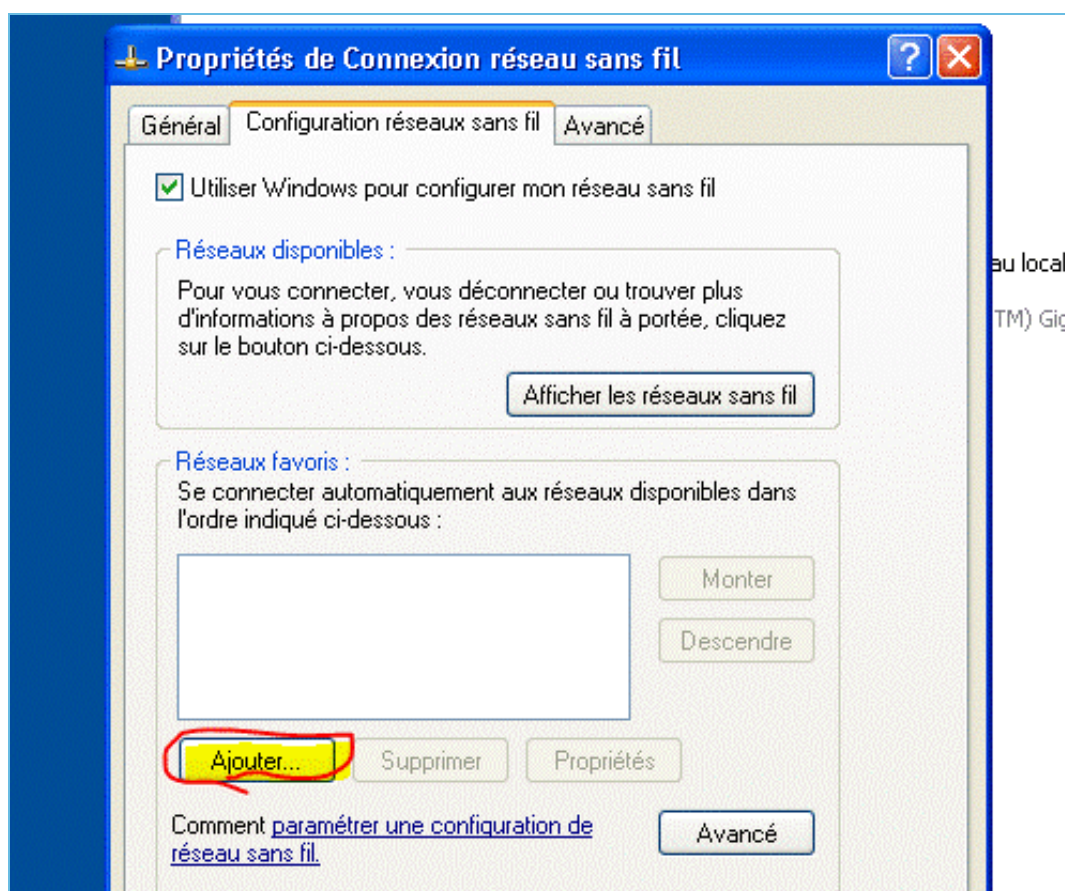 Propriétés de Connexion réseau sans fil
Général
Configuration réseaux sans fil
Avancé
Utiliser Windows pour configurer mon réseau sans fil
Réseaux disponibles :
Pour vous connecter, vous déconnecter ou trouver plus
d'informations à propos des réseaux sans fil à portée, cliquez
sur le bouton ci-dessous.
Afficher les réseaux sans fil
Réseaux favoris :
Se connecter automatiquement aux réseaux disponibles dans
l'ordre indiqué ci-dessous :
Monter
Descendre
Ajouter...
Supprimer
Propriétés
Comment paramétrer une configuration de
réseau sans fil.
Avancé
au local
TM) Gig